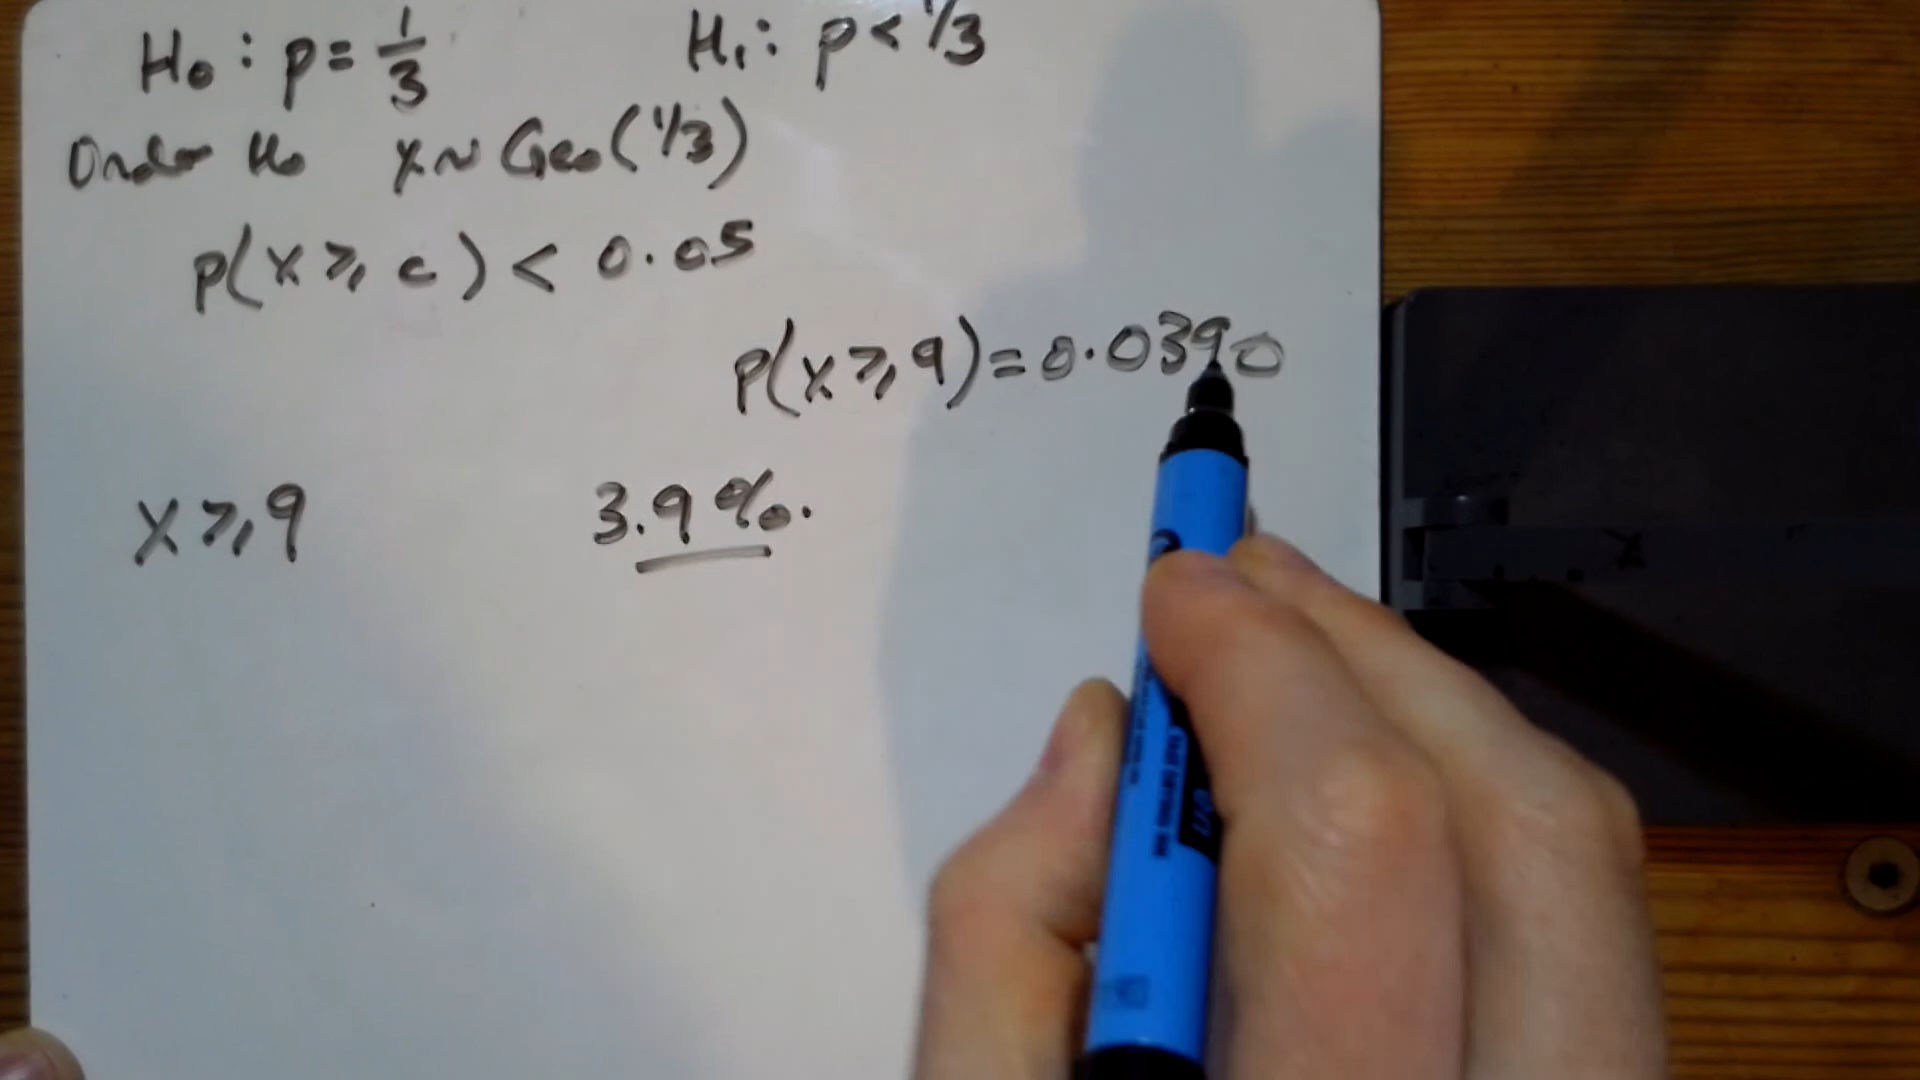 H₀ : p = 1/3 H₁ : p < 1/3
Under H₀ X ~ Geo(1/3)
P(X ⩾ c) < 0.05
P(X ⩾ 9) = 0.0390
X ⩾ 9 3.9%.